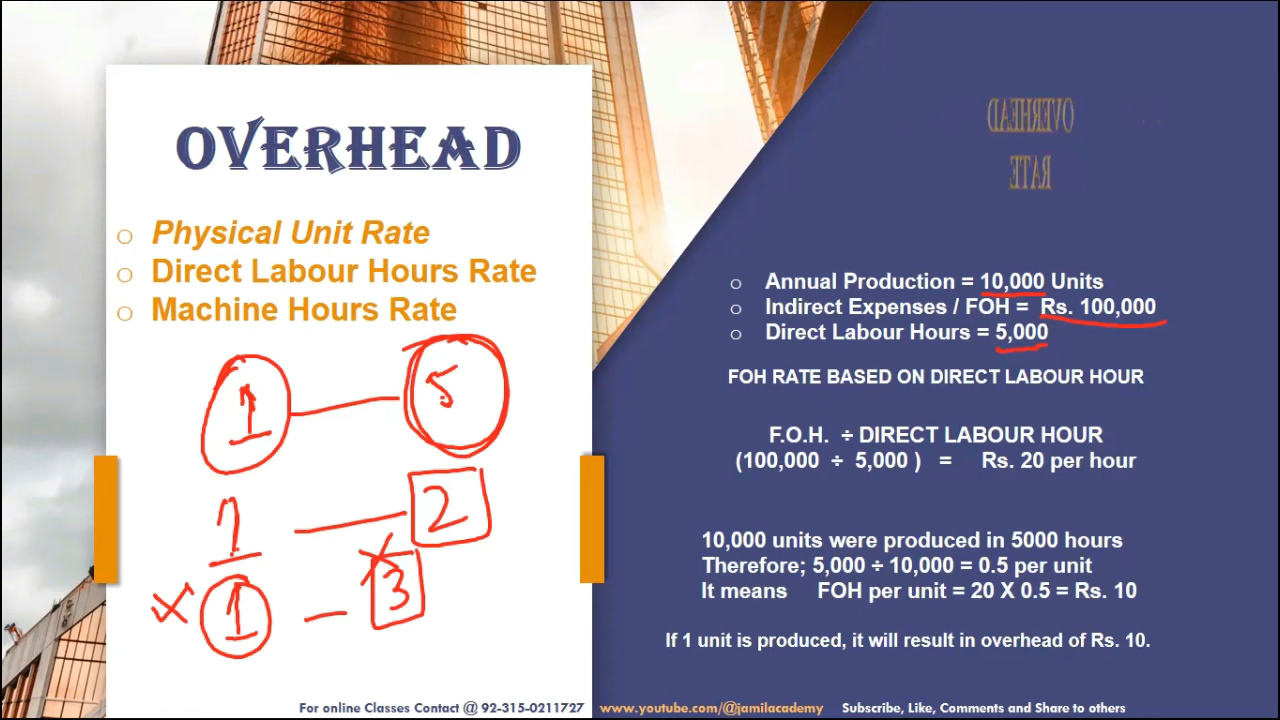 OVERHEAD
Physical Unit Rate
Direct Labour Hours Rate
Machine Hours Rate
1 5
1 2
1 3
OVERHEAD
RATE
Annual Production = 10,000 Units
Indirect Expenses / FOH = Rs. 100,000
Direct Labour Hours = 5,000
FOH RATE BASED ON DIRECT LABOUR HOUR
F.O.H. ÷ DIRECT LABOUR HOUR
(100,000 ÷ 5,000 ) = Rs. 20 per hour
10,000 units were produced in 5000 hours
Therefore; 5,000 ÷ 10,000 = 0.5 per unit
It means FOH per unit = 20 X 0.5 = Rs. 10
If 1 unit is produced, it will result in overhead of Rs. 10.
For online Classes Contact @ 92-315-0211727
www.youtube.com/@jamilacademy Subscribe, Like, Comments and Share to others